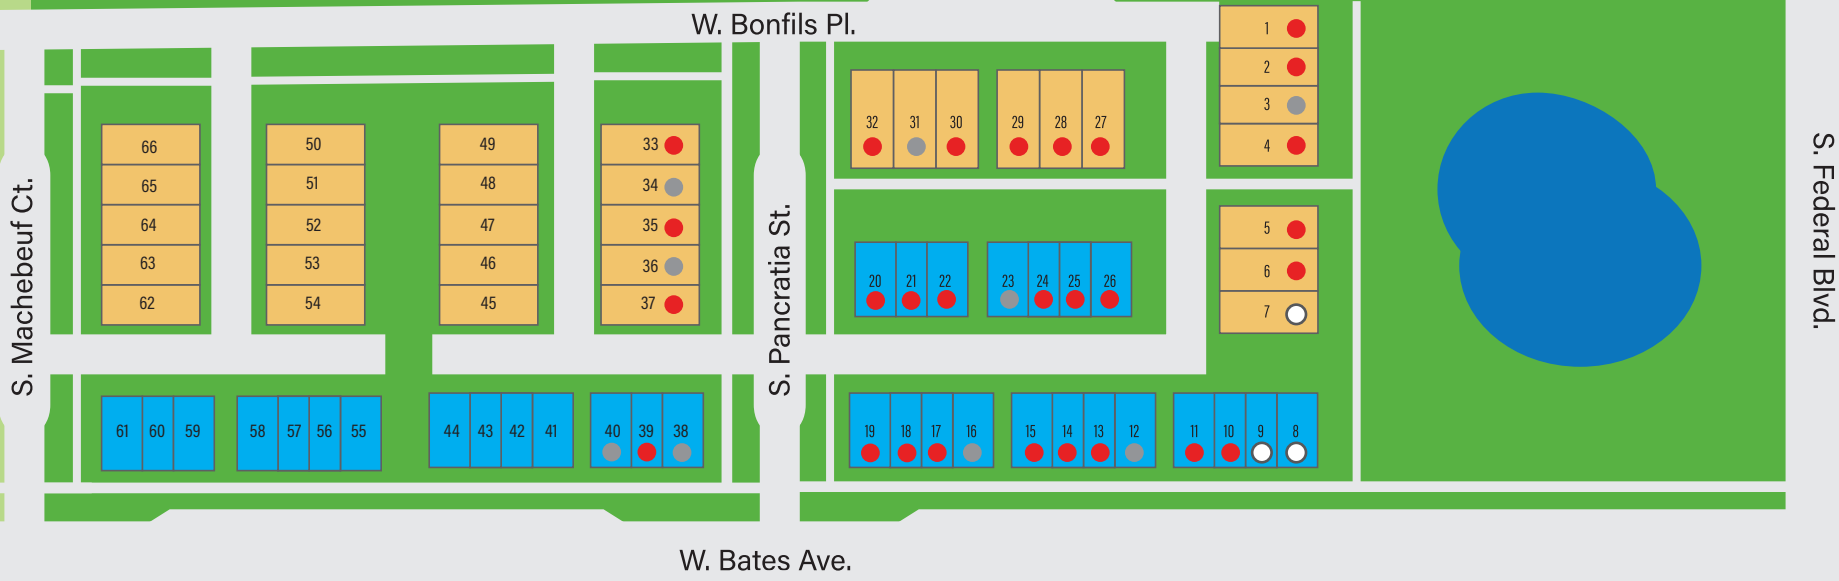 W. Bonfils Pl.
1
2
3
4
32 31 30 29 28 27
66 50 49 33
65 51 48 34
64 52 47 35
63 53 46 36
62 54 45 37
5
6
7
20 21 22 23 24 25 26
61 60 59 58 57 56 55 44 43 42 41 40 39 38
19 18 17 16 15 14 13 12 11 10 9 8
S. Machebeuf Ct.
S. Pancratia St.
S. Federal Blvd.
W. Bates Ave.